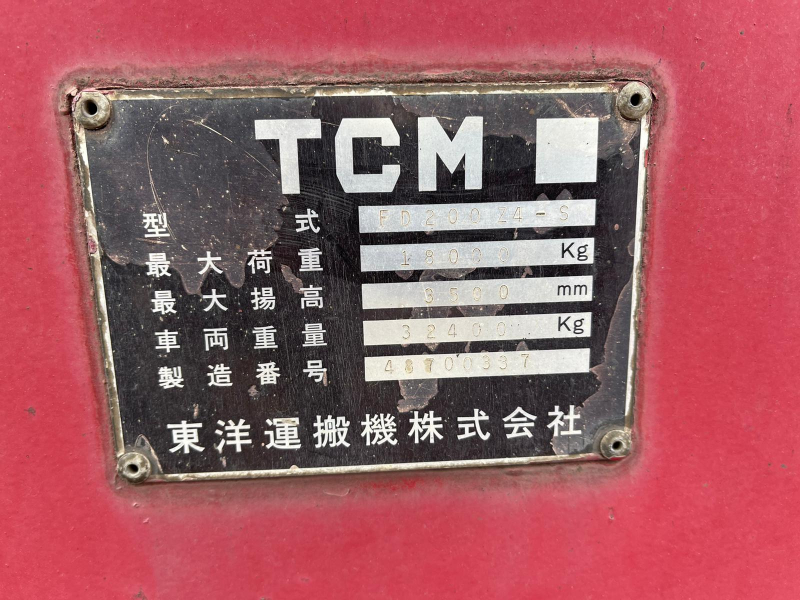 TCM
型式 FD200Z4-S
最大荷重 18000 Kg
最大揚高 3500 mm
車両重量 32400 Kg
製造番号 48700337
東洋運搬機株式会社